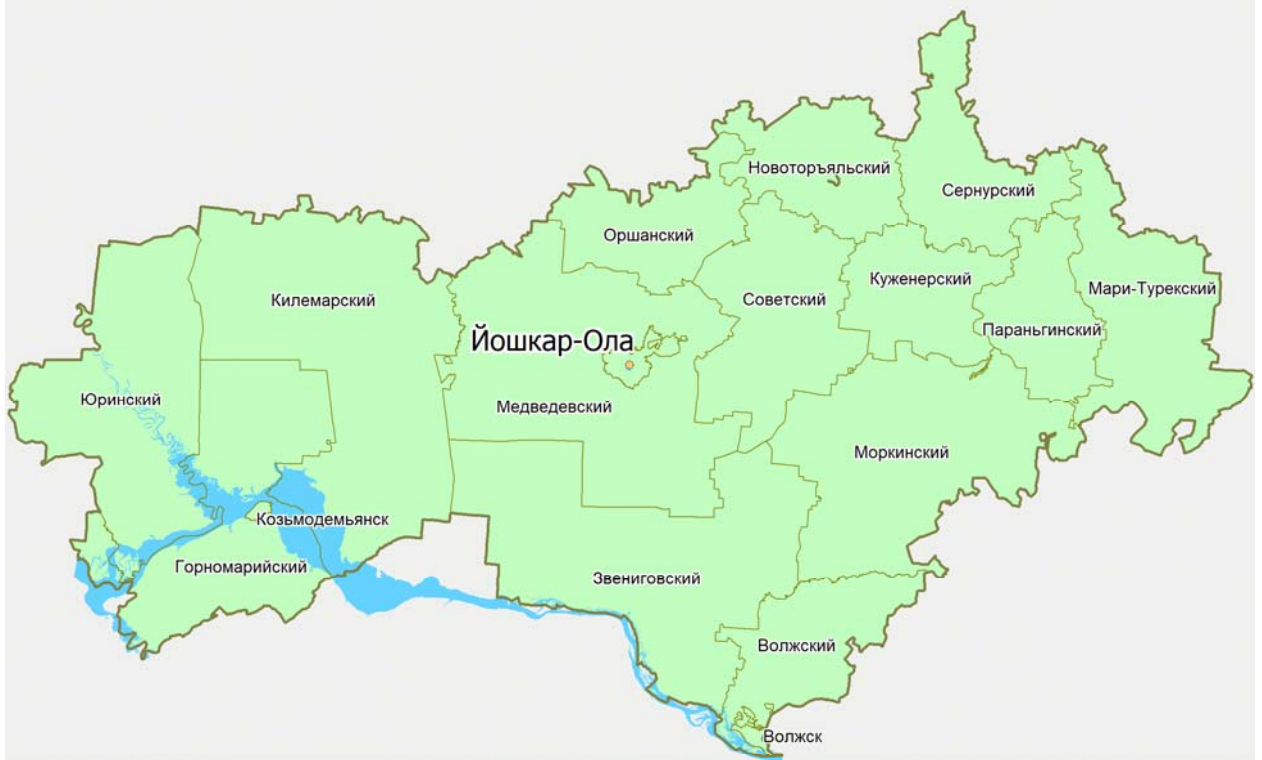 Новоторъяльский
Сернурский
Оршанский
Куженерский
Мари-Турекский
Килемарский
Советский
Параньгинский
Йошкар-Ола
Юринский
Медведевский
Моркинский
Козьмодемьянск
Горномарийский
Звениговский
Волжский
Волжск